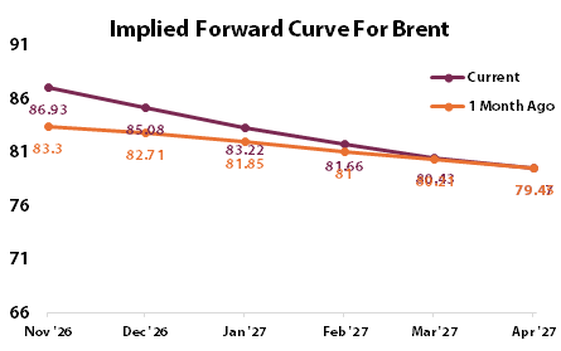 Implied Forward Curve For Brent
91
86
81
76
71
66
Current
1 Month Ago
86.93
85.08
83.22
81.66
80.43
83.3
82.71
81.85
81
Nov '26
Dec '26
Jan '27
Feb '27
Mar '27
Apr '27